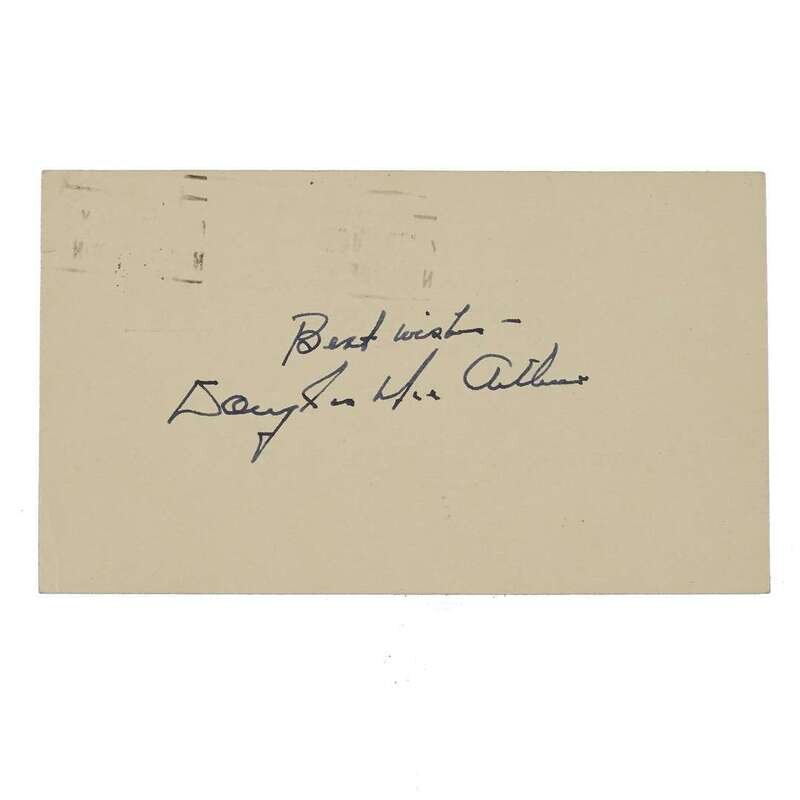 Best wishes –
Douglas MacArthur